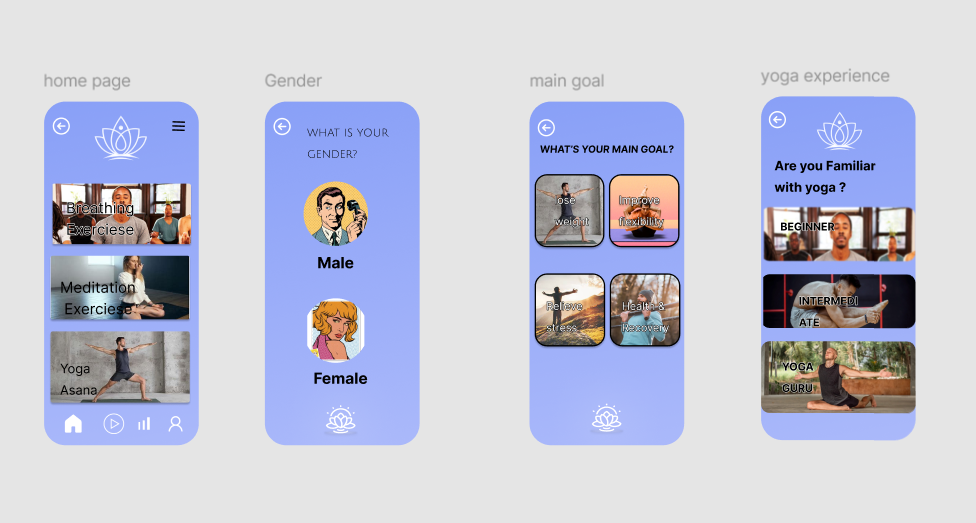 home page
Breathing
Exerciese
Meditation
Exerciese
Yoga
Asana
Gender
WHAT IS YOUR
GENDER?
Male
Female
main goal
WHAT'S YOUR MAIN GOAL?
ose
weight
Improve
flexibility
Relieve
stress
Health &
Recovery
yoga experience
Are you Familiar
with yoga ?
BEGINNER
INTERMEDI
ATE
YOGA
GURU